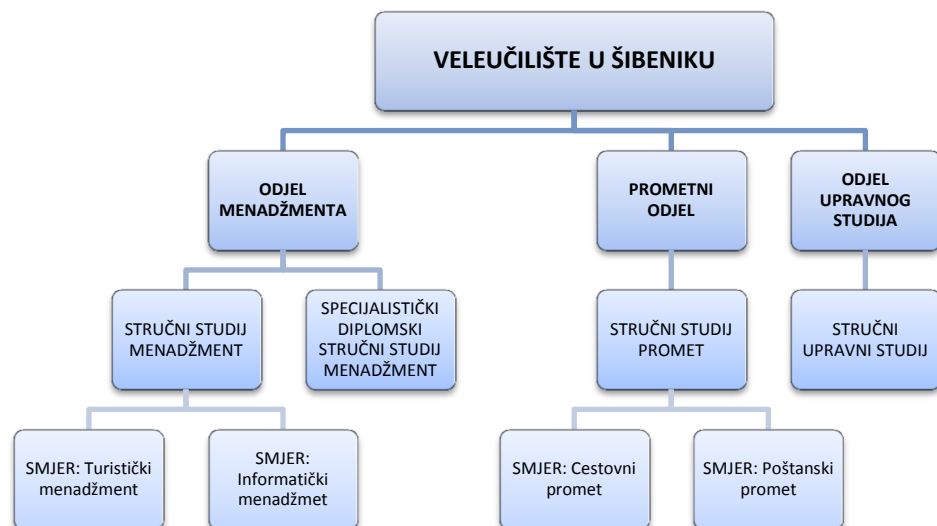 VELEUČILIŠTE U ŠIBENIKU
ODJEL
MENADŽMENTA
PROMETNI
ODJEL
ODJEL
UPRAVNOG
STUDIJA
STRUČNI STUDIJ
MENADŽMENT
SPECIJALISTIČKI
DIPLOMSKI
STRUČNI STUDIJ
MENADŽMENT
STRUČNI STUDIJ
PROMET
STRUČNI
UPRAVNI STUDIJ
SMJER: Turistički
menadžment
SMJER:
Informatički
menadžmet
SMJER: Cestovni
promet
SMJER: Poštanski
promet